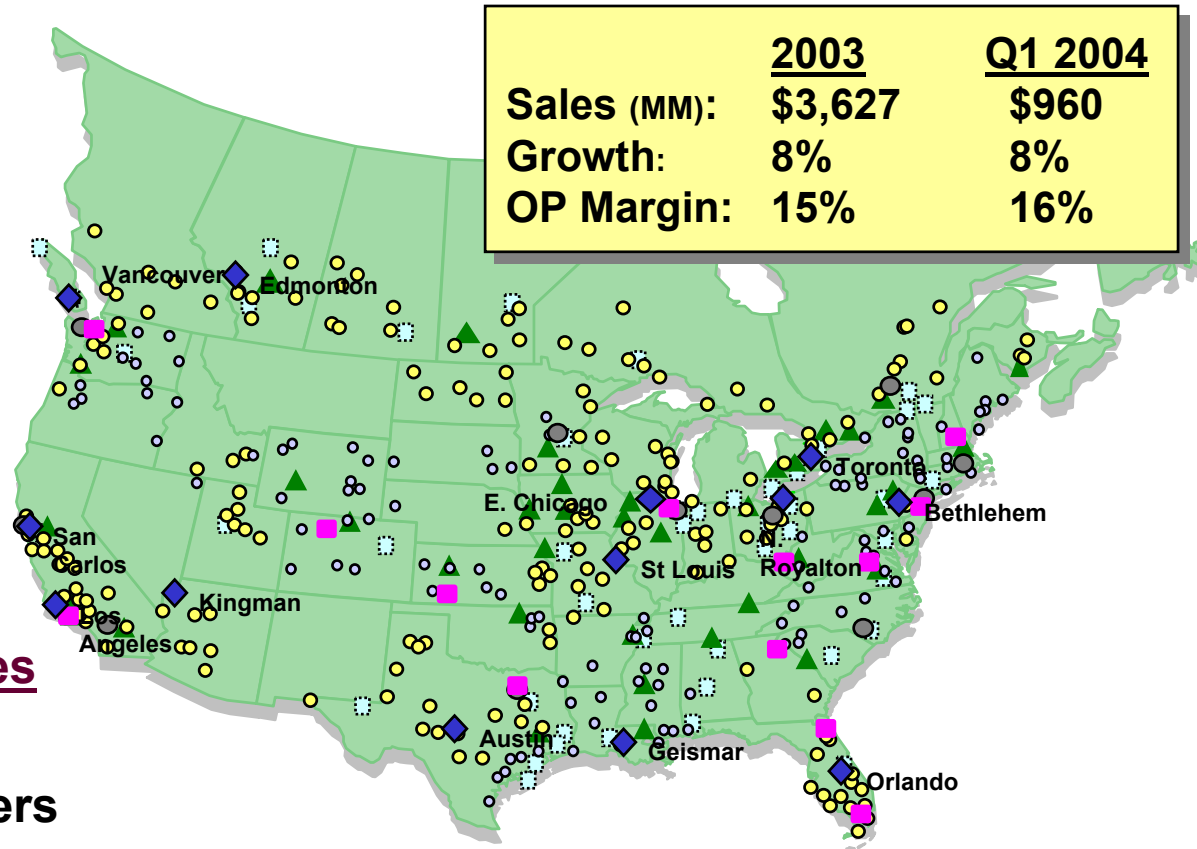 2003 Q1 2004
Sales (MM): $3,627 $960
Growth: 8% 8%
OP Margin: 15% 16%
Vancouver
Edmonton
Toronto
E. Chicago
Bethlehem
San
Carlos
N.
Royalton
St Louis
Kingman
Los
Angeles
es
Austin
Geismar
Orlando
ers